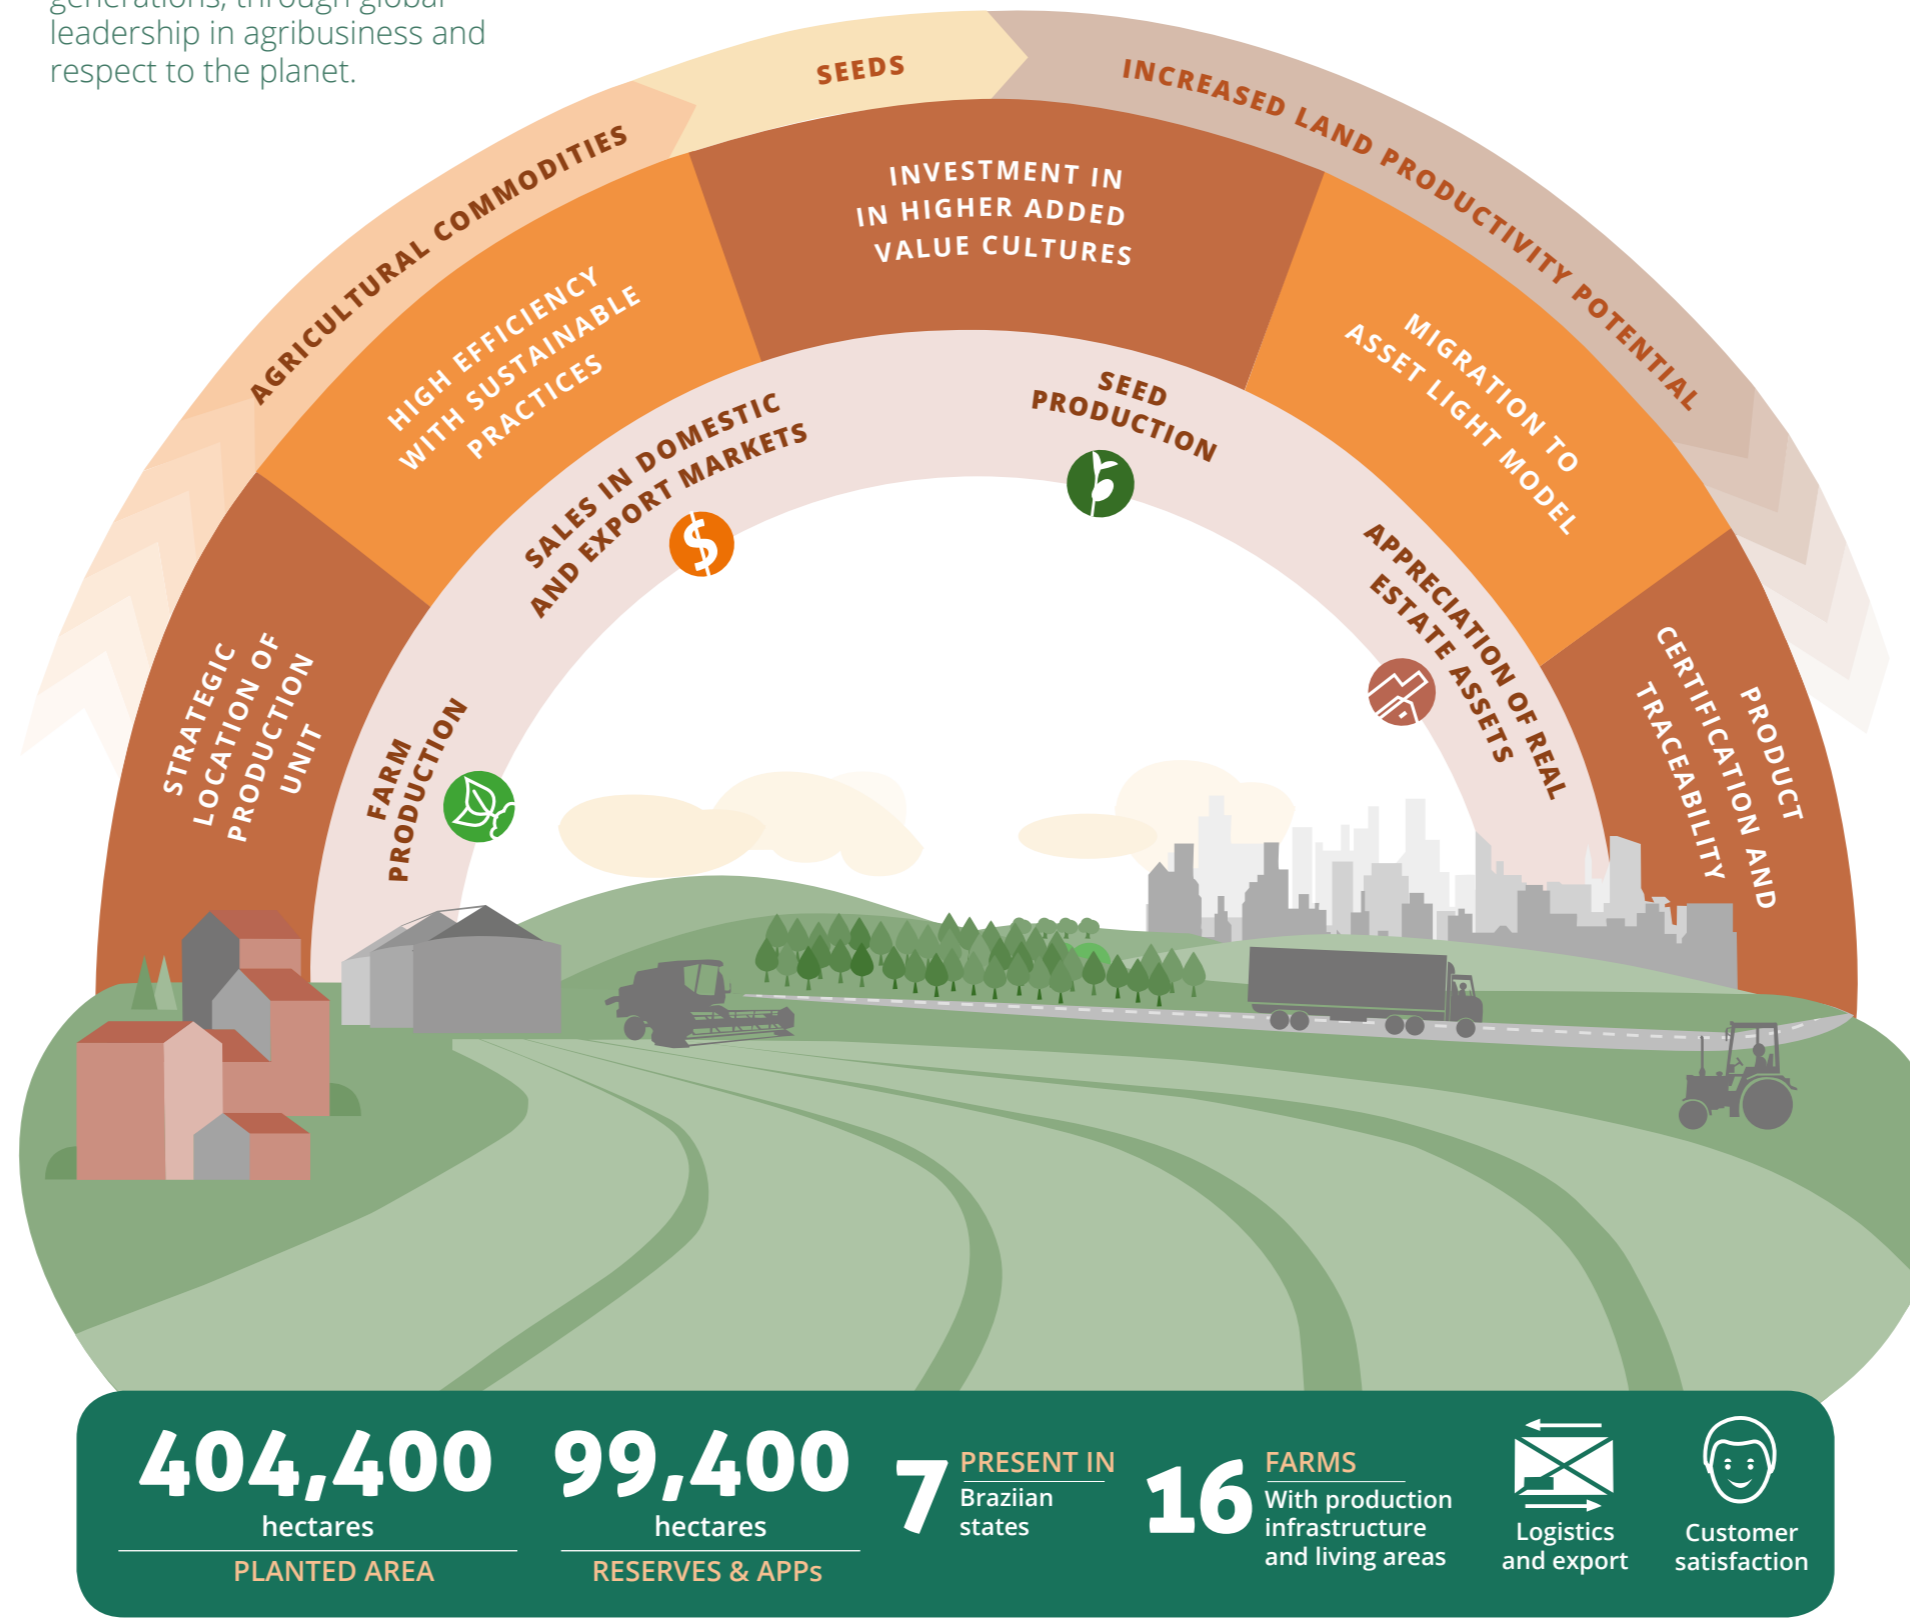 generations, through global
leadership in agribusiness and
respect to the planet.
AGRICULTURAL COMMODITIES
SEEDS
INCREASED LAND PRODUCTIVITY POTENTIAL
STRATEGIC
LOCATION OF
PRODUCTION
UNIT
HIGH EFFICIENCY
WITH SUSTAINABLE
PRACTICES
INVESTMENT IN
IN HIGHER ADDED
VALUE CULTURES
MIGRATION TO
ASSET LIGHT MODEL
PRODUCT
CERTIFICATION AND
TRACEABILITY
FARM
PRODUCTION
SALES IN DOMESTIC
AND EXPORT MARKETS
$
SEED
PRODUCTION
APPRECIATION OF REAL
ESTATE ASSETS
404,400
hectares
PLANTED AREA
99,400
hectares
RESERVES & APPs
7
PRESENT IN
Braziian
states
16
FARMS
With production
infrastructure
and living areas
Logistics
and export
Customer
satisfaction